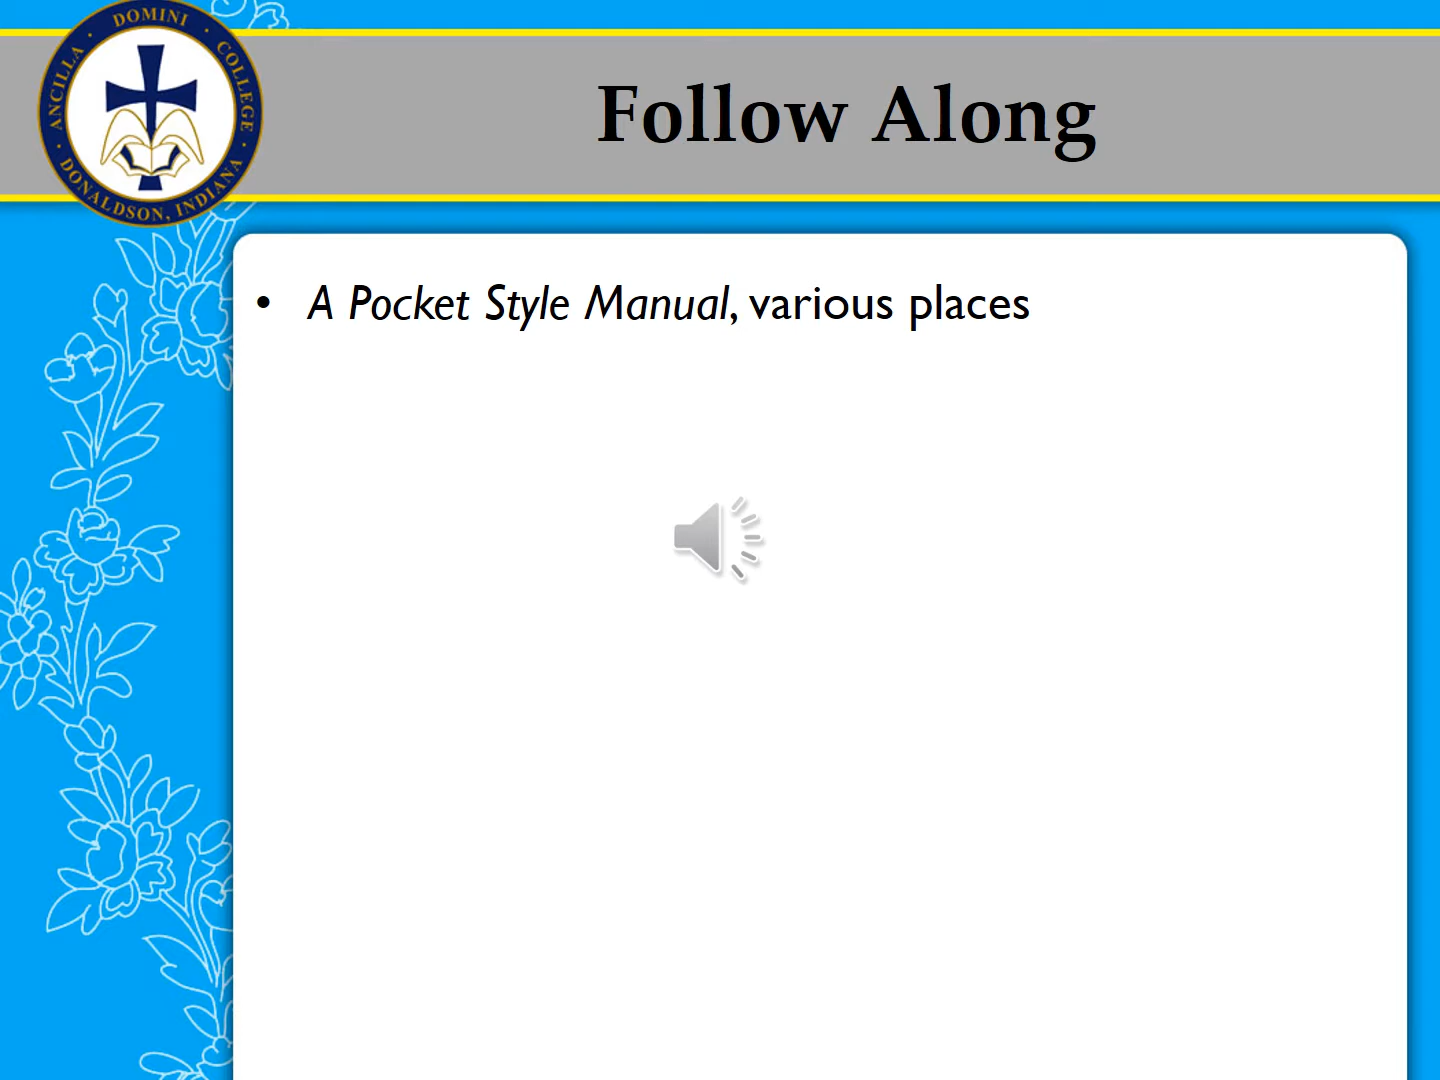 ANCILLA DOMINI COLLEGE
DONALDSON, INDIANA
Follow Along
• A Pocket Style Manual, various places